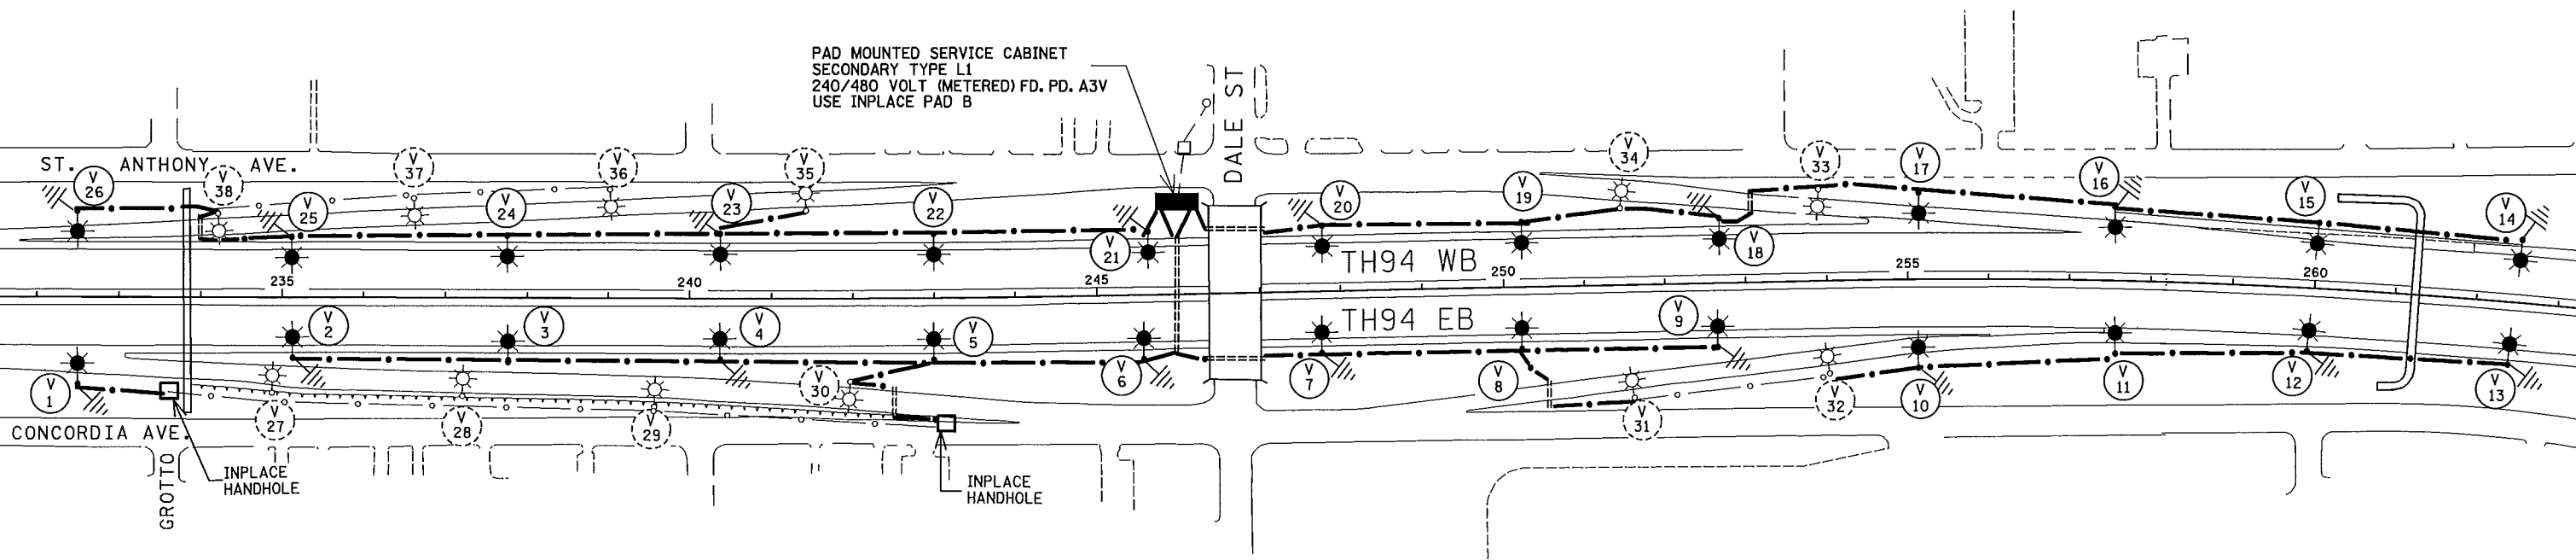 PAD MOUNTED SERVICE CABINET
SECONDARY TYPE L1
240/480 VOLT (METERED) FD. PD. A3V
USE INPLACE PAD B
DALE ST
ST. ANTHONY AVE.
V 26
V 38
V 37
V 36
V 35
V 34
V 33
V 17
V 16
V 15
V 14
V 25
V 24
V 23
V 22
V 21
V 20
V 19
V 18
TH94 WB
235
240
245
250
255
260
TH94 EB
V 1
V 2
V 3
V 4
V 5
V 6
V 7
V 8
V 9
V 10
V 11
V 12
V 13
V 27
V 28
V 29
V 30
V 31
V 32
CONCORDIA AVE.
GROTTO
INPLACE
HANDHOLE
INPLACE
HANDHOLE